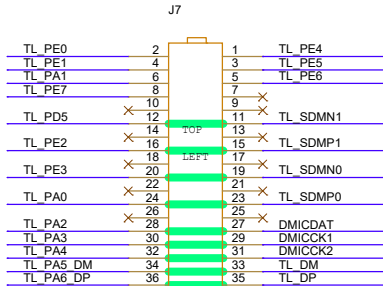 J7
TL_PE0 2 1 TL_PE4
TL_PE1 4 3 TL_PE5
TL_PA1 6 5 TL_PE6
TL_PE7 8 7
10 9
TL_PD5 12 11 TL_SDMN1
14 TOP 13
TL_PE2 16 15 TL_SDMP1
18 LEFT 17
TL_PE3 20 19 TL_SDMN0
22 21
TL_PA0 24 23 TL_SDMP0
26 25
TL_PA2 28 27 DMICDAT
TL_PA3 30 29 DMICCK1
TL_PA4 32 31 DMICCK2
TL_PA5_DM 34 33 TL_DM
TL_PA6_DP 36 35 TL_DP